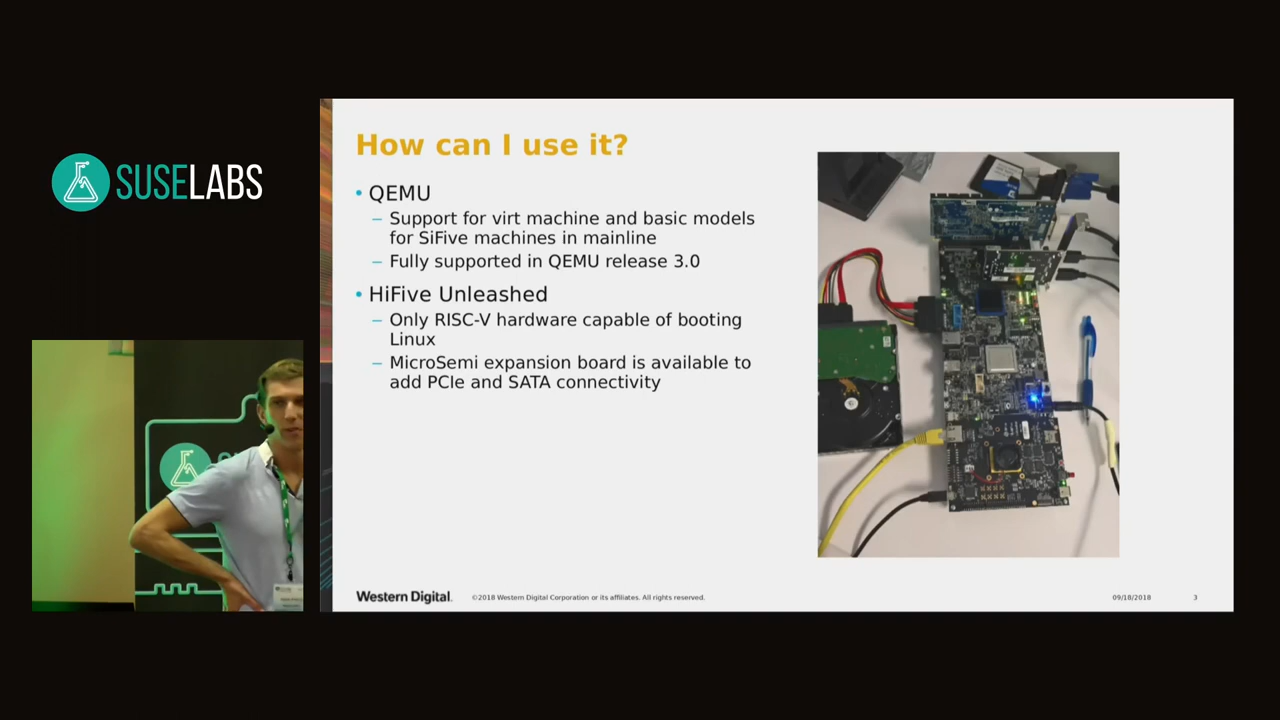 SUSELABS
How can I use it?
• QEMU
– Support for virt machine and basic models
for SiFive machines in mainline
– Fully supported in QEMU release 3.0
• HiFive Unleashed
– Only RISC-V hardware capable of booting
Linux
– MicroSemi expansion board is available to
add PCIe and SATA connectivity
Western Digital. ©2018 Western Digital Corporation or its affiliates. All rights reserved. 09/18/2018 3